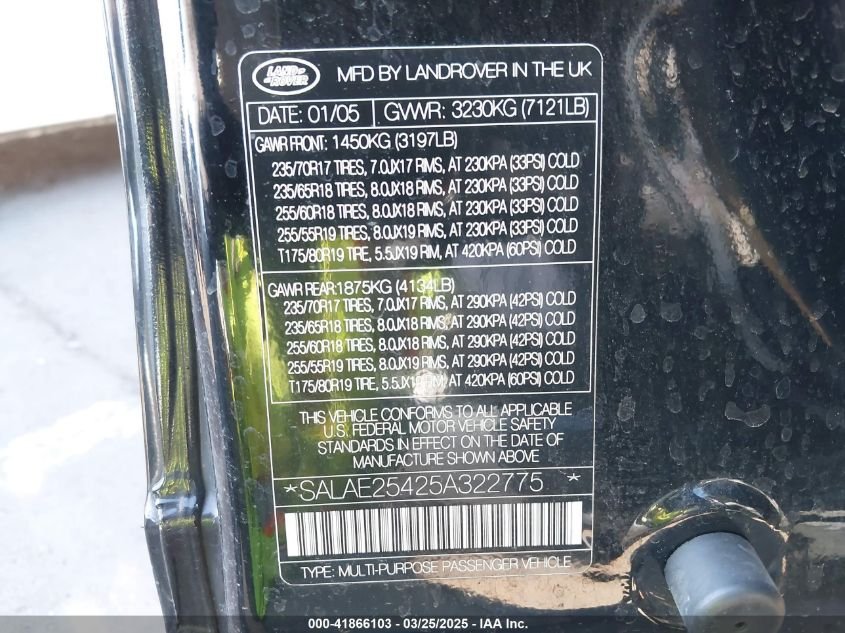 LAND ROVER
MFD BY LANDROVER IN THE UK
DATE: 01/05 GVWR: 3230KG (7121LB)
GAWR FRONT: 1450KG (3197LB)
235/70R17 TIRES, 7.0JX17 RIMS, AT 230KPA (33PSI) COLD
235/65R18 TIRES, 8.0JX18 RIMS, AT 230KPA (33PSI) COLD
255/60R18 TIRES, 8.0JX18 RIMS, AT 230KPA (33PSI) COLD
255/55R19 TIRES, 8.0JX19 RIMS, AT 230KPA (33PSI) COLD
T175/80R19 TIRE, 5.5JX19 RIM, AT 420KPA (60PSI) COLD
GAWR REAR: 1875KG (4134LB)
235/70R17 TIRES, 7.0JX17 RIMS, AT 290KPA (42PSI) COLD
235/65R18 TIRES, 8.0JX18 RIMS, AT 290KPA (42PSI) COLD
255/60R18 TIRES, 8.0JX18 RIMS, AT 290KPA (42PSI) COLD
255/55R19 TIRES, 8.0JX19 RIMS, AT 290KPA (42PSI) COLD
T175/80R19 TIRE, 5.5JX19 RIM, AT 420KPA (60PSI) COLD
THIS VEHICLE CONFORMS TO ALL APPLICABLE
U.S. FEDERAL MOTOR VEHICLE SAFETY
STANDARDS IN EFFECT ON THE DATE OF
MANUFACTURE SHOWN ABOVE
*SALAE25425A322775 *
TYPE: MULTI-PURPOSE PASSENGER VEHICLE
000-41866103 - 03/25/2025 - IAA Inc.